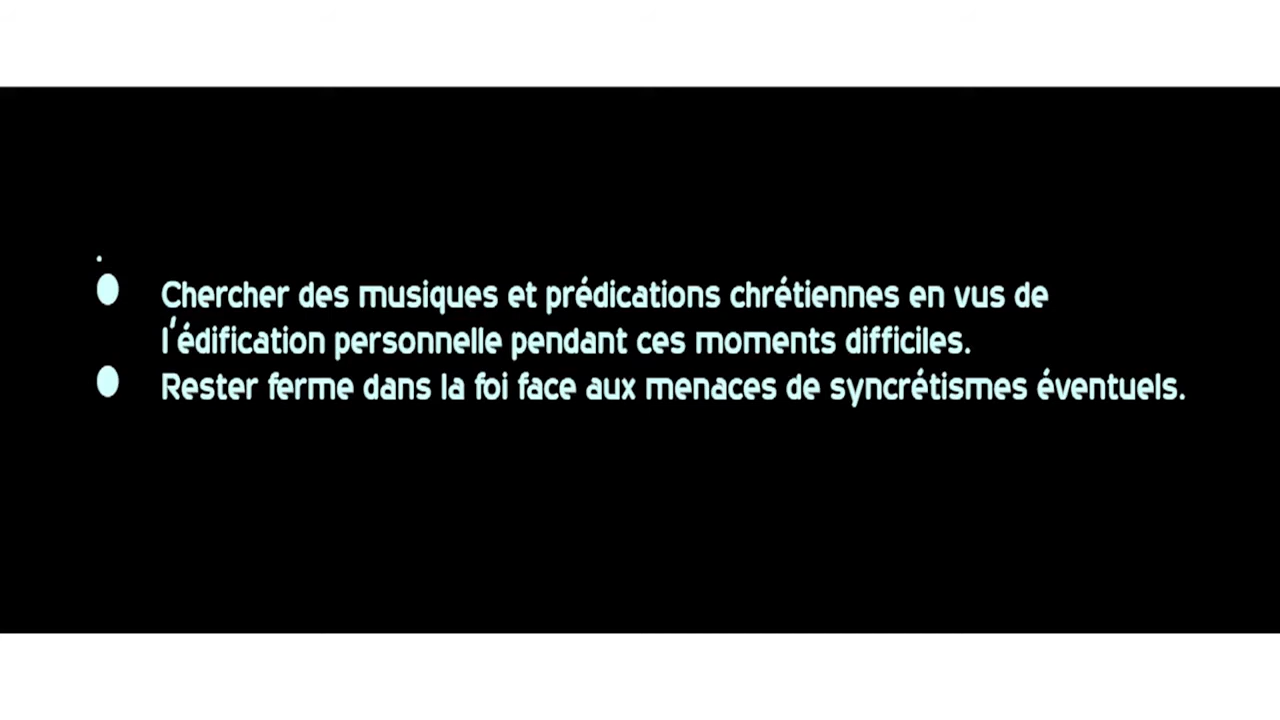 ● Chercher des musiques et prédications chrétiennes en vus de
l'édification personnelle pendant ces moments difficiles.
● Rester ferme dans la foi face aux menaces de syncrétismes éventuels.